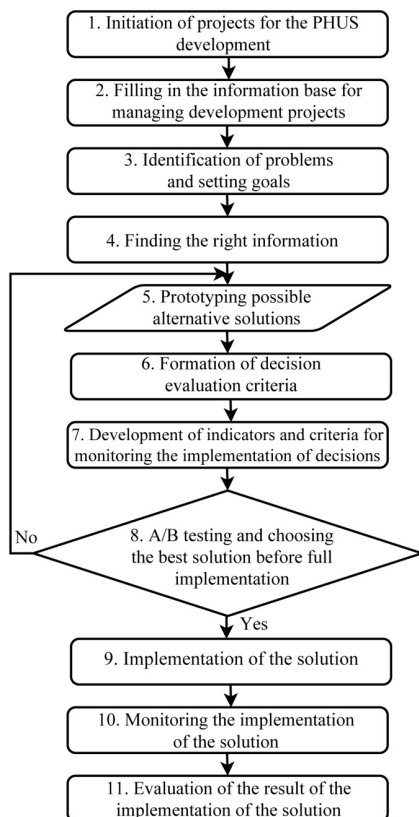 1. Initiation of projects for the PHUS
development
2. Filling in the information base for
managing development projects
3. Identification of problems
and setting goals
4. Finding the right information
5. Prototyping possible
alternative solutions
6. Formation of decision
evaluation criteria
7. Development of indicators and criteria for
monitoring the implementation of decisions
No
8. A/B testing and choosing
the best solution before full
implementation
Yes
9. Implementation of the solution
10. Monitoring the implementation
of the solution
11. Evaluation of the result of the
implementation of the solution